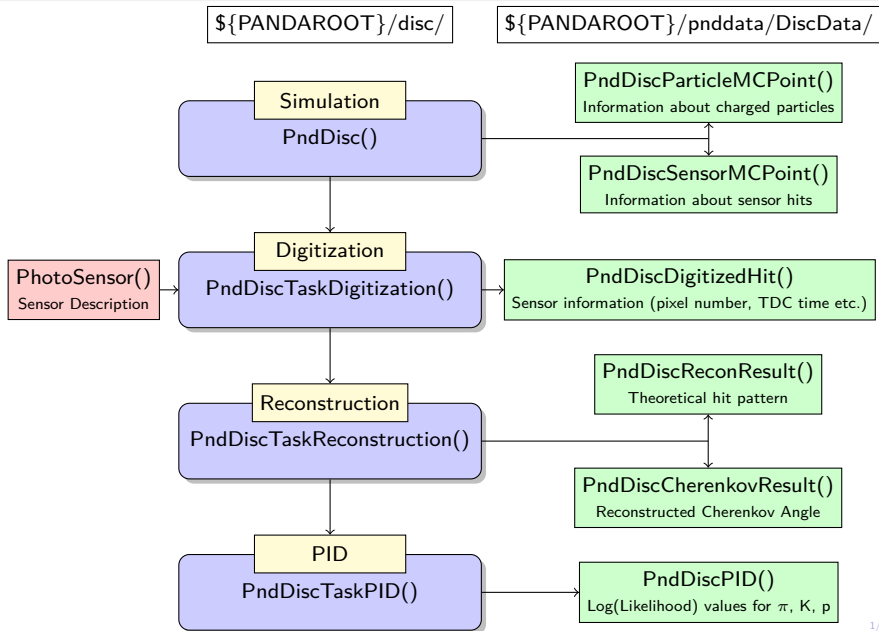 ${PANDAROOT}/disc/
${PANDAROOT}/pnddata/DiscData/
Simulation
PndDisc()
PndDiscParticleMCPoint()
Information about charged particles
PndDiscSensorMCPoint()
Information about sensor hits
PhotoSensor()
Sensor Description
Digitization
PndDiscTaskDigitization()
PndDiscDigitizedHit()
Sensor information (pixel number, TDC time etc.)
Reconstruction
PndDiscTaskReconstruction()
PndDiscReconResult()
Theoretical hit pattern
PndDiscCherenkovResult()
Reconstructed Cherenkov Angle
PID
PndDiscTaskPID()
PndDiscPID()
Log(Likelihood) values for π, K, p
1/